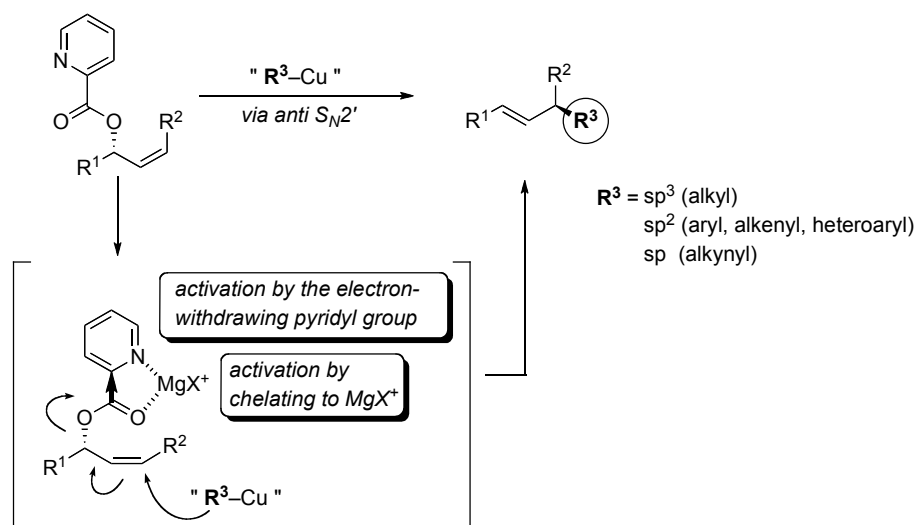 N
O
O
R²
R¹
" R³–Cu "
via anti S_N2'
R²
R¹
R³
R³ = sp³ (alkyl)
sp² (aryl, alkenyl, heteroaryl)
sp (alkynyl)
activation by the electron-
withdrawing pyridyl group
activation by
chelating to MgX⁺
N
MgX⁺
O
O
R²
R¹
" R³–Cu "